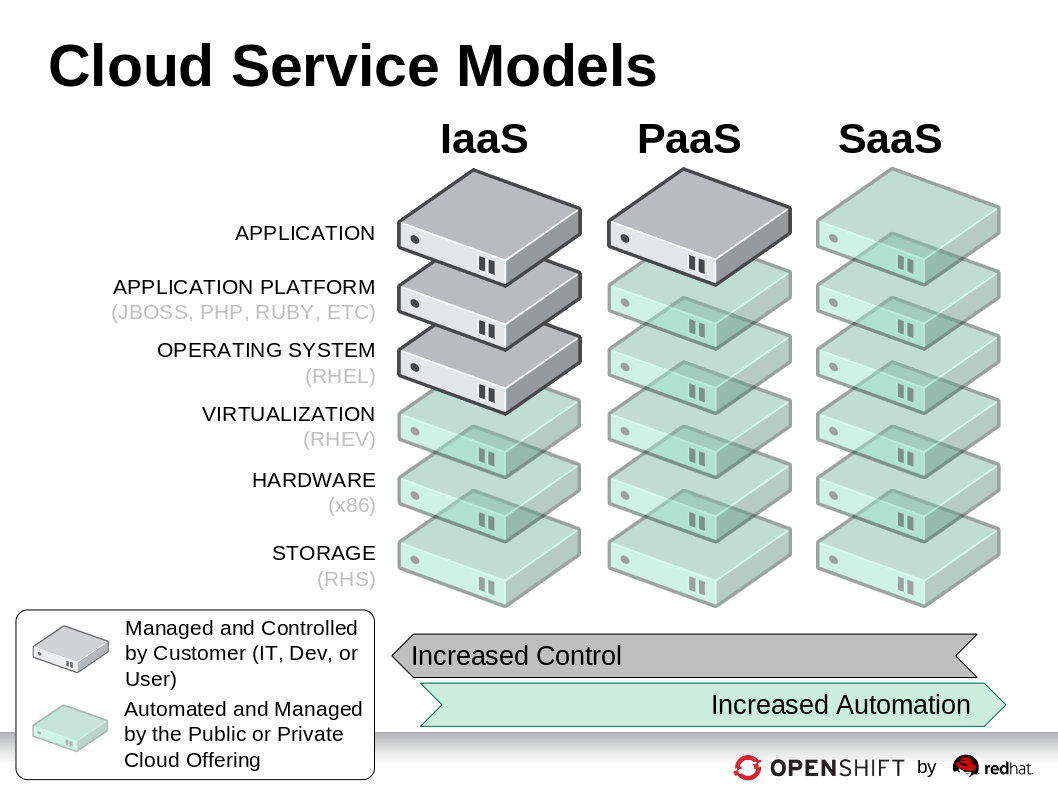 Cloud Service Models
IaaS PaaS SaaS
APPLICATION
APPLICATION PLATFORM
(JBOSS, PHP, RUBY, ETC)
OPERATING SYSTEM
(RHEL)
VIRTUALIZATION
(RHEV)
HARDWARE
(x86)
STORAGE
(RHS)
Managed and Controlled
by Customer (IT, Dev, or
User)
Automated and Managed
by the Public or Private
Cloud Offering
Increased Control
Increased Automation
OPENSHIFT by redhat.